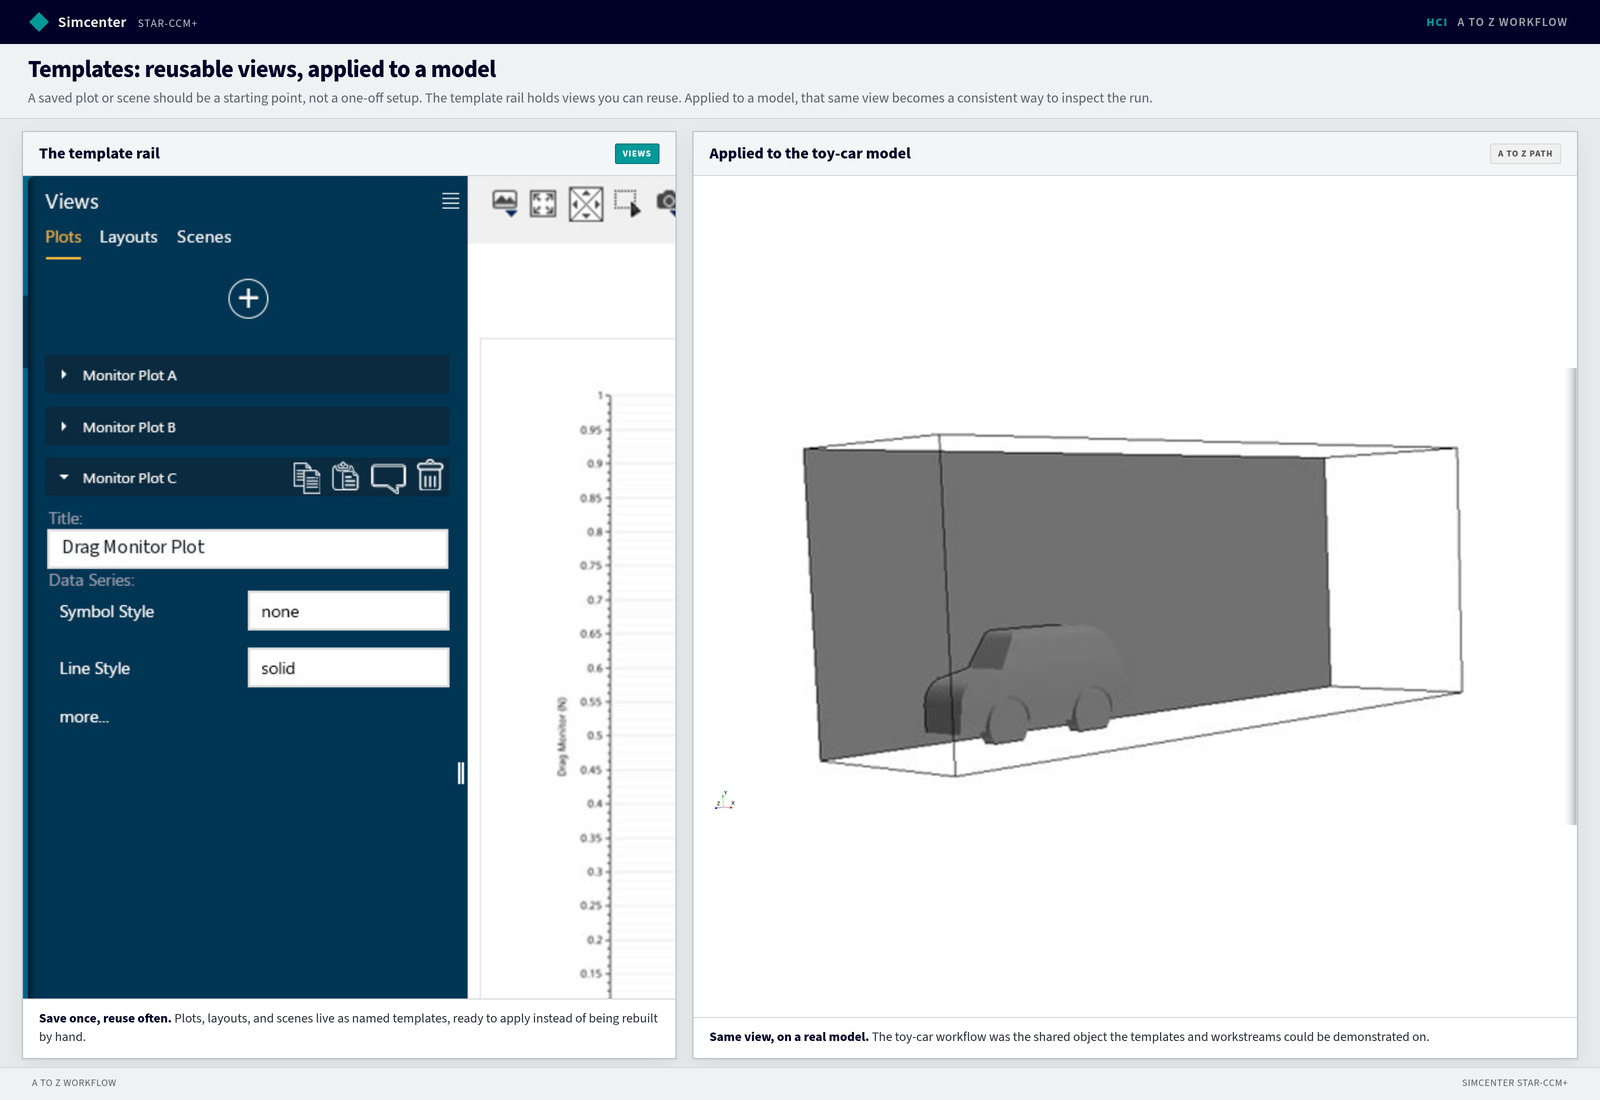 Simcenter STAR-CCM+
HCI A TO Z WORKFLOW
Templates: reusable views, applied to a model
A saved plot or scene should be a starting point, not a one-off setup. The template rail holds views you can reuse. Applied to a model, that same view becomes a consistent way to inspect the run.
The template rail
VIEWS
Views
Plots Layouts Scenes
Monitor Plot A
Monitor Plot B
Monitor Plot C
Title:
Drag Monitor Plot
Data Series:
Symbol Style none
Line Style solid
more...
1
0.95
0.9
0.85
0.8
0.75
0.7
0.65
0.6
0.55
0.5
0.45
0.4
0.35
0.3
0.25
0.2
0.15
Drag Monitor (N)
Save once, reuse often. Plots, layouts, and scenes live as named templates, ready to apply instead of being rebuilt
by hand.
Applied to the toy-car model
A TO Z PATH
Y
Z X
Same view, on a real model. The toy-car workflow was the shared object the templates and workstreams could be demonstrated on.
A TO Z WORKFLOW
SIMCENTER STAR-CCM+